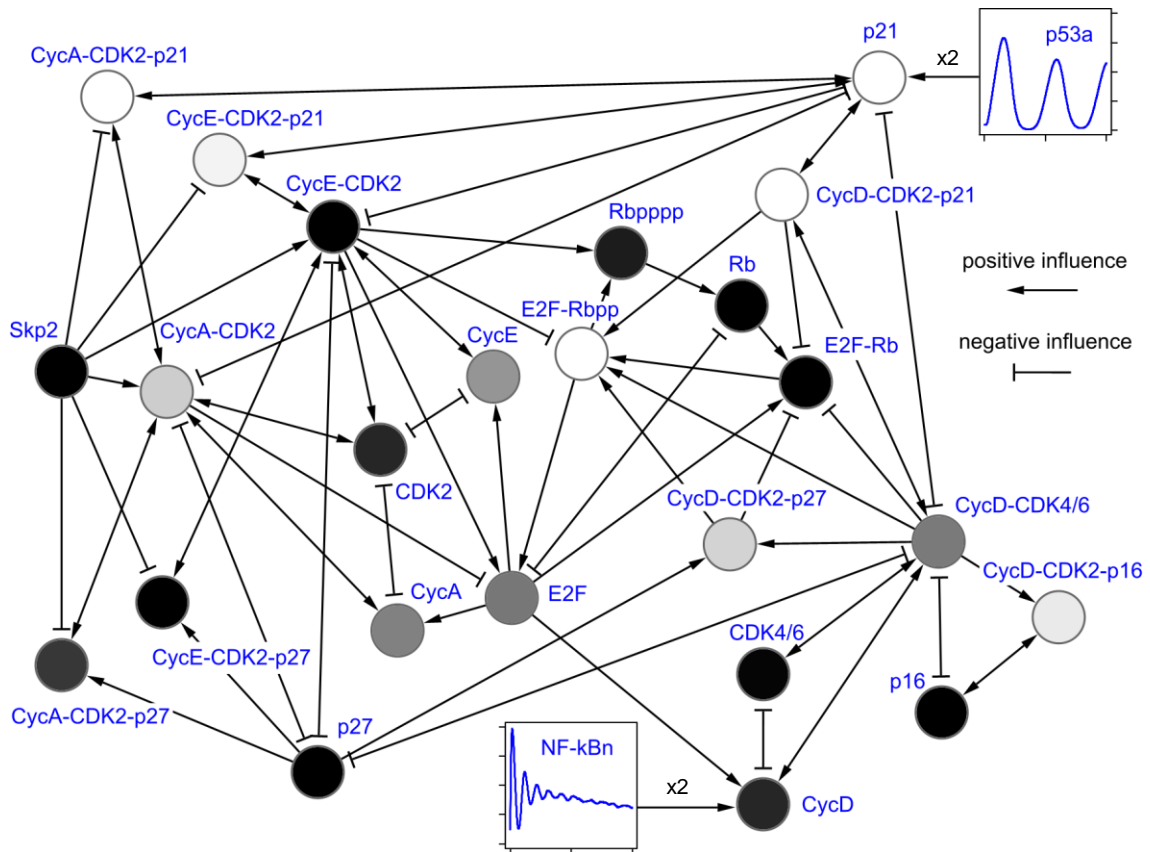 p21
p53a
x2
CycA-CDK2-p21
CycE-CDK2-p21
CycE-CDK2
CycD-CDK2-p21
Rbpppp
Rb
positive influence
E2F-Rbpp
Skp2
CycA-CDK2
CycE
E2F-Rb
negative influence
CDK2
CycD-CDK2-p27
CycD-CDK4/6
CycD-CDK2-p16
CycA
E2F
CDK4/6
CycE-CDK2-p27
p16
CycA-CDK2-p27
p27
NF-kBn
x2
CycD